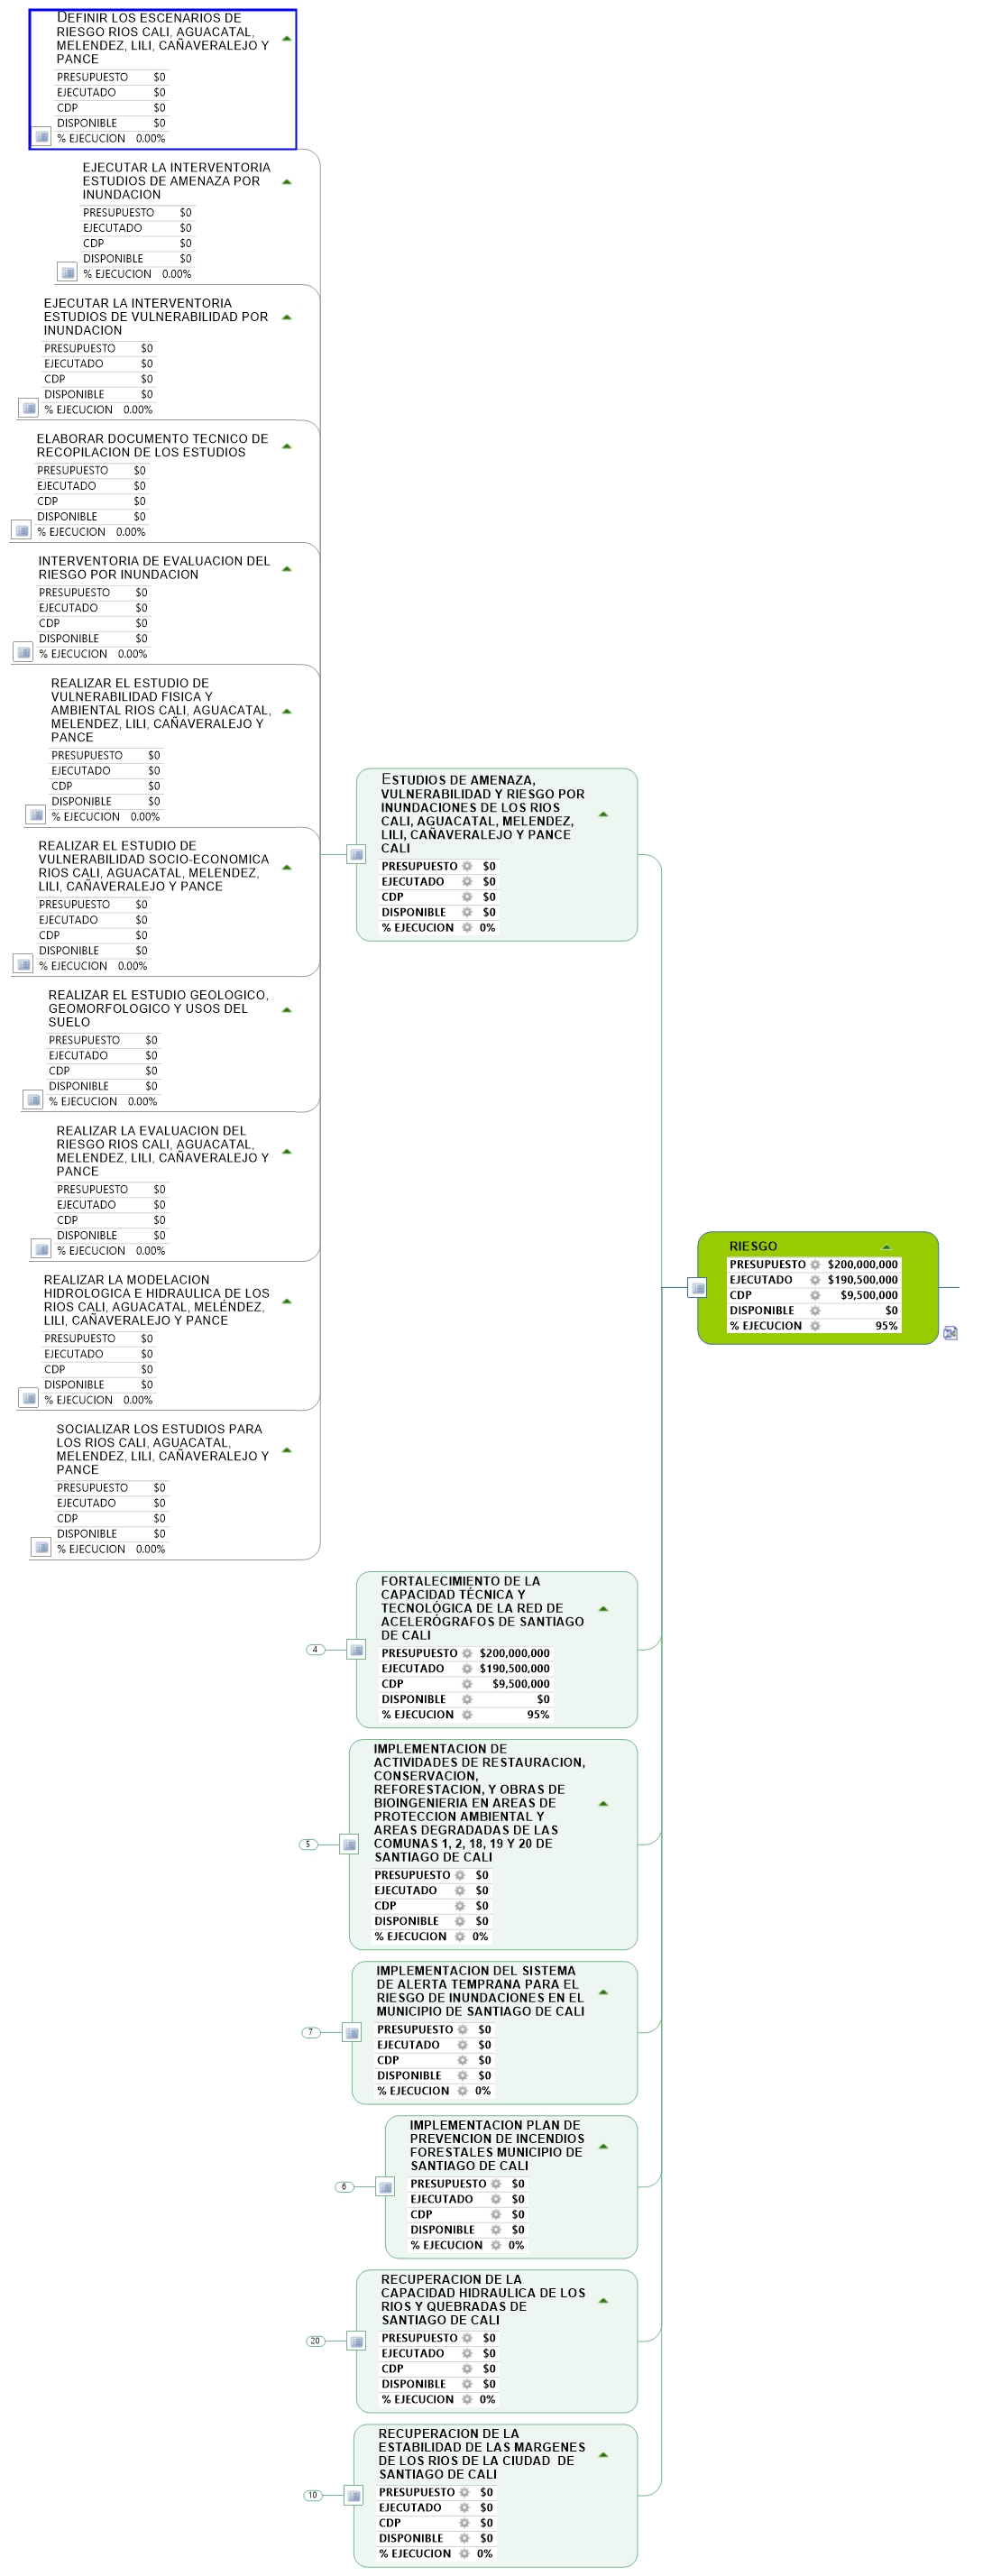 DEFINIR LOS ESCENARIOS DE
RIESGO RIOS CALI, AGUACATAL,
MELENDEZ, LILI, CAÑAVERALEJO Y
PANCE
PRESUPUESTO $0
EJECUTADO $0
CDP $0
DISPONIBLE $0
% EJECUCION 0.00%
EJECUTAR LA INTERVENTORIA
ESTUDIOS DE AMENAZA POR
INUNDACION
PRESUPUESTO $0
EJECUTADO $0
CDP $0
DISPONIBLE $0
% EJECUCION 0.00%
EJECUTAR LA INTERVENTORIA
ESTUDIOS DE VULNERABILIDAD POR
INUNDACION
PRESUPUESTO $0
EJECUTADO $0
CDP $0
DISPONIBLE $0
% EJECUCION 0.00%
ELABORAR DOCUMENTO TECNICO DE
RECOPILACION DE LOS ESTUDIOS
PRESUPUESTO $0
EJECUTADO $0
CDP $0
DISPONIBLE $0
% EJECUCION 0.00%
INTERVENTORIA DE EVALUACION DEL
RIESGO POR INUNDACION
PRESUPUESTO $0
EJECUTADO $0
CDP $0
DISPONIBLE $0
% EJECUCION 0.00%
REALIZAR EL ESTUDIO DE
VULNERABILIDAD FISICA Y
AMBIENTAL RIOS CALI, AGUACATAL,
MELENDEZ, LILI, CAÑAVERALEJO Y
PANCE
PRESUPUESTO $0
EJECUTADO $0
CDP $0
DISPONIBLE $0
% EJECUCION 0.00%
REALIZAR EL ESTUDIO DE
VULNERABILIDAD SOCIO-ECONOMICA
RIOS CALI, AGUACATAL, MELENDEZ,
LILI, CAÑAVERALEJO Y PANCE
PRESUPUESTO $0
EJECUTADO $0
CDP $0
DISPONIBLE $0
% EJECUCION 0.00%
REALIZAR EL ESTUDIO GEOLOGICO,
GEOMORFOLOGICO Y USOS DEL
SUELO
PRESUPUESTO $0
EJECUTADO $0
CDP $0
DISPONIBLE $0
% EJECUCION 0.00%
REALIZAR LA EVALUACION DEL
RIESGO RIOS CALI, AGUACATAL,
MELENDEZ, LILI, CAÑAVERALEJO Y
PANCE
PRESUPUESTO $0
EJECUTADO $0
CDP $0
DISPONIBLE $0
% EJECUCION 0.00%
REALIZAR LA MODELACION
HIDROLOGICA E HIDRAULICA DE LOS
RIOS CALI, AGUACATAL, MELÉNDEZ,
LILI, CAÑAVERALEJO Y PANCE
PRESUPUESTO $0
EJECUTADO $0
CDP $0
DISPONIBLE $0
% EJECUCION 0.00%
SOCIALIZAR LOS ESTUDIOS PARA
LOS RIOS CALI, AGUACATAL,
MELENDEZ, LILI, CAÑAVERALEJO Y
PANCE
PRESUPUESTO $0
EJECUTADO $0
CDP $0
DISPONIBLE $0
% EJECUCION 0.00%
ESTUDIOS DE AMENAZA,
VULNERABILIDAD Y RIESGO POR
INUNDACIONES DE LOS RIOS
CALI, AGUACATAL, MELENDEZ,
LILI, CAÑAVERALEJO Y PANCE
CALI
PRESUPUESTO $0
EJECUTADO $0
CDP $0
DISPONIBLE $0
% EJECUCION 0%
RIESGO
PRESUPUESTO $200,000,000
EJECUTADO $190,500,000
CDP $9,500,000
DISPONIBLE $0
% EJECUCION 95%
FORTALECIMIENTO DE LA
CAPACIDAD TÉCNICA Y
TECNOLÓGICA DE LA RED DE
ACELERÓGRAFOS DE SANTIAGO
DE CALI
4
PRESUPUESTO $200,000,000
EJECUTADO $190,500,000
CDP $9,500,000
DISPONIBLE $0
% EJECUCION 95%
IMPLEMENTACION DE
ACTIVIDADES DE RESTAURACION,
CONSERVACION,
REFORESTACION, Y OBRAS DE
BIOINGENIERIA EN AREAS DE
PROTECCION AMBIENTAL Y
AREAS DEGRADADAS DE LAS
COMUNAS 1, 2, 18, 19 Y 20 DE
SANTIAGO DE CALI
5
PRESUPUESTO $0
EJECUTADO $0
CDP $0
DISPONIBLE $0
% EJECUCION 0%
IMPLEMENTACION DEL SISTEMA
DE ALERTA TEMPRANA PARA EL
RIESGO DE INUNDACIONES EN EL
MUNICIPIO DE SANTIAGO DE CALI
7
PRESUPUESTO $0
EJECUTADO $0
CDP $0
DISPONIBLE $0
% EJECUCION 0%
IMPLEMENTACION PLAN DE
PREVENCION DE INCENDIOS
FORESTALES MUNICIPIO DE
SANTIAGO DE CALI
6
PRESUPUESTO $0
EJECUTADO $0
CDP $0
DISPONIBLE $0
% EJECUCION 0%
RECUPERACION DE LA
CAPACIDAD HIDRAULICA DE LOS
RIOS Y QUEBRADAS DE
SANTIAGO DE CALI
20
PRESUPUESTO $0
EJECUTADO $0
CDP $0
DISPONIBLE $0
% EJECUCION 0%
RECUPERACION DE LA
ESTABILIDAD DE LAS MARGENES
DE LOS RIOS DE LA CIUDAD DE
SANTIAGO DE CALI
10
PRESUPUESTO $0
EJECUTADO $0
CDP $0
DISPONIBLE $0
% EJECUCION 0%